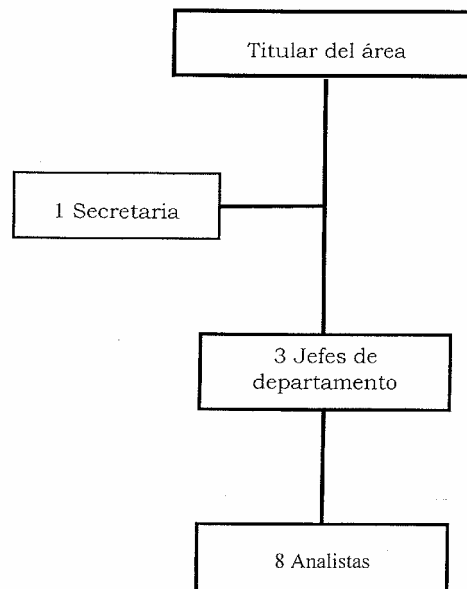 Titular del área
1 Secretaria
3 Jefes de
departamento
8 Analistas